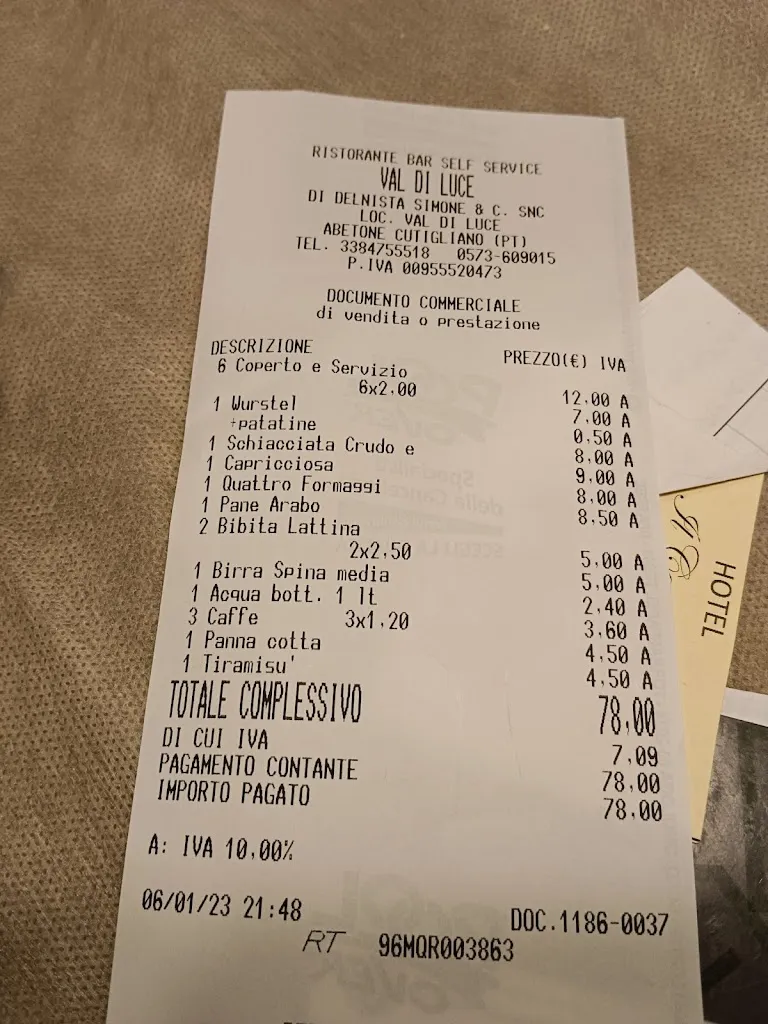 RISTORANTE BAR SELF SERVICE
VAL DI LUCE
DI DELNISTA SIMONE & C. SNC
LOC. VAL DI LUCE
ABETONE CUTIGLIANO (PT)
TEL. 3384755518 0573-609015
P.IVA 00955520473
DOCUMENTO COMMERCIALE
di vendita o prestazione
DESCRIZIONE PREZZO(€) IVA
6 Coperto e Servizio
6x2,00 12,00 A
1 Wurstel 7,00 A
+patatine 0,50 A
1 Schiacciata Crudo e 8,00 A
1 Capricciosa 9,00 A
1 Quattro Formaggi 8,00 A
1 Pane Arabo 8,50 A
2 Bibita Lattina
2x2,50 5,00 A
1 Birra Spina media 5,00 A
1 Acqua bott. 1 lt 2,40 A
3 Caffe 3x1,20 3,60 A
1 Panna cotta 4,50 A
1 Tiramisu' 4,50 A
TOTALE COMPLESSIVO 78,00
DI CUI IVA 7,09
PAGAMENTO CONTANTE 78,00
IMPORTO PAGATO 78,00
A: IVA 10,00%
06/01/23 21:48 DOC.1186-0037
RT 96MQR003863
HOTEL